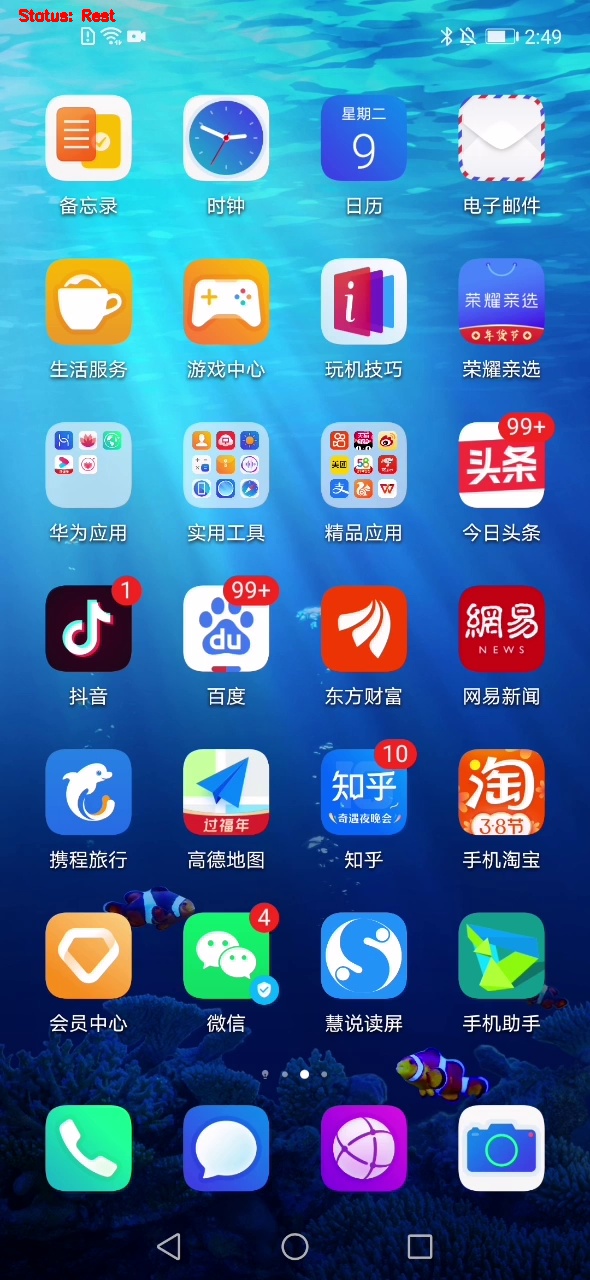 Status: Rest
2:49
星期二
9
备忘录
时钟
日历
电子邮件
i
荣耀亲选
年货节
生活服务
游戏中心
玩机技巧
荣耀亲选
天猫
美团
58
支
99+
头条
华为应用
实用工具
精品应用
今日头条
1
99+
du
網易
NEWS
抖音
百度
东方财富
网易新闻
10
过福年
知乎
奇遇夜晚会
淘
3·8节
携程旅行
高德地图
知乎
手机淘宝
4
会员中心
微信
慧说读屏
手机助手